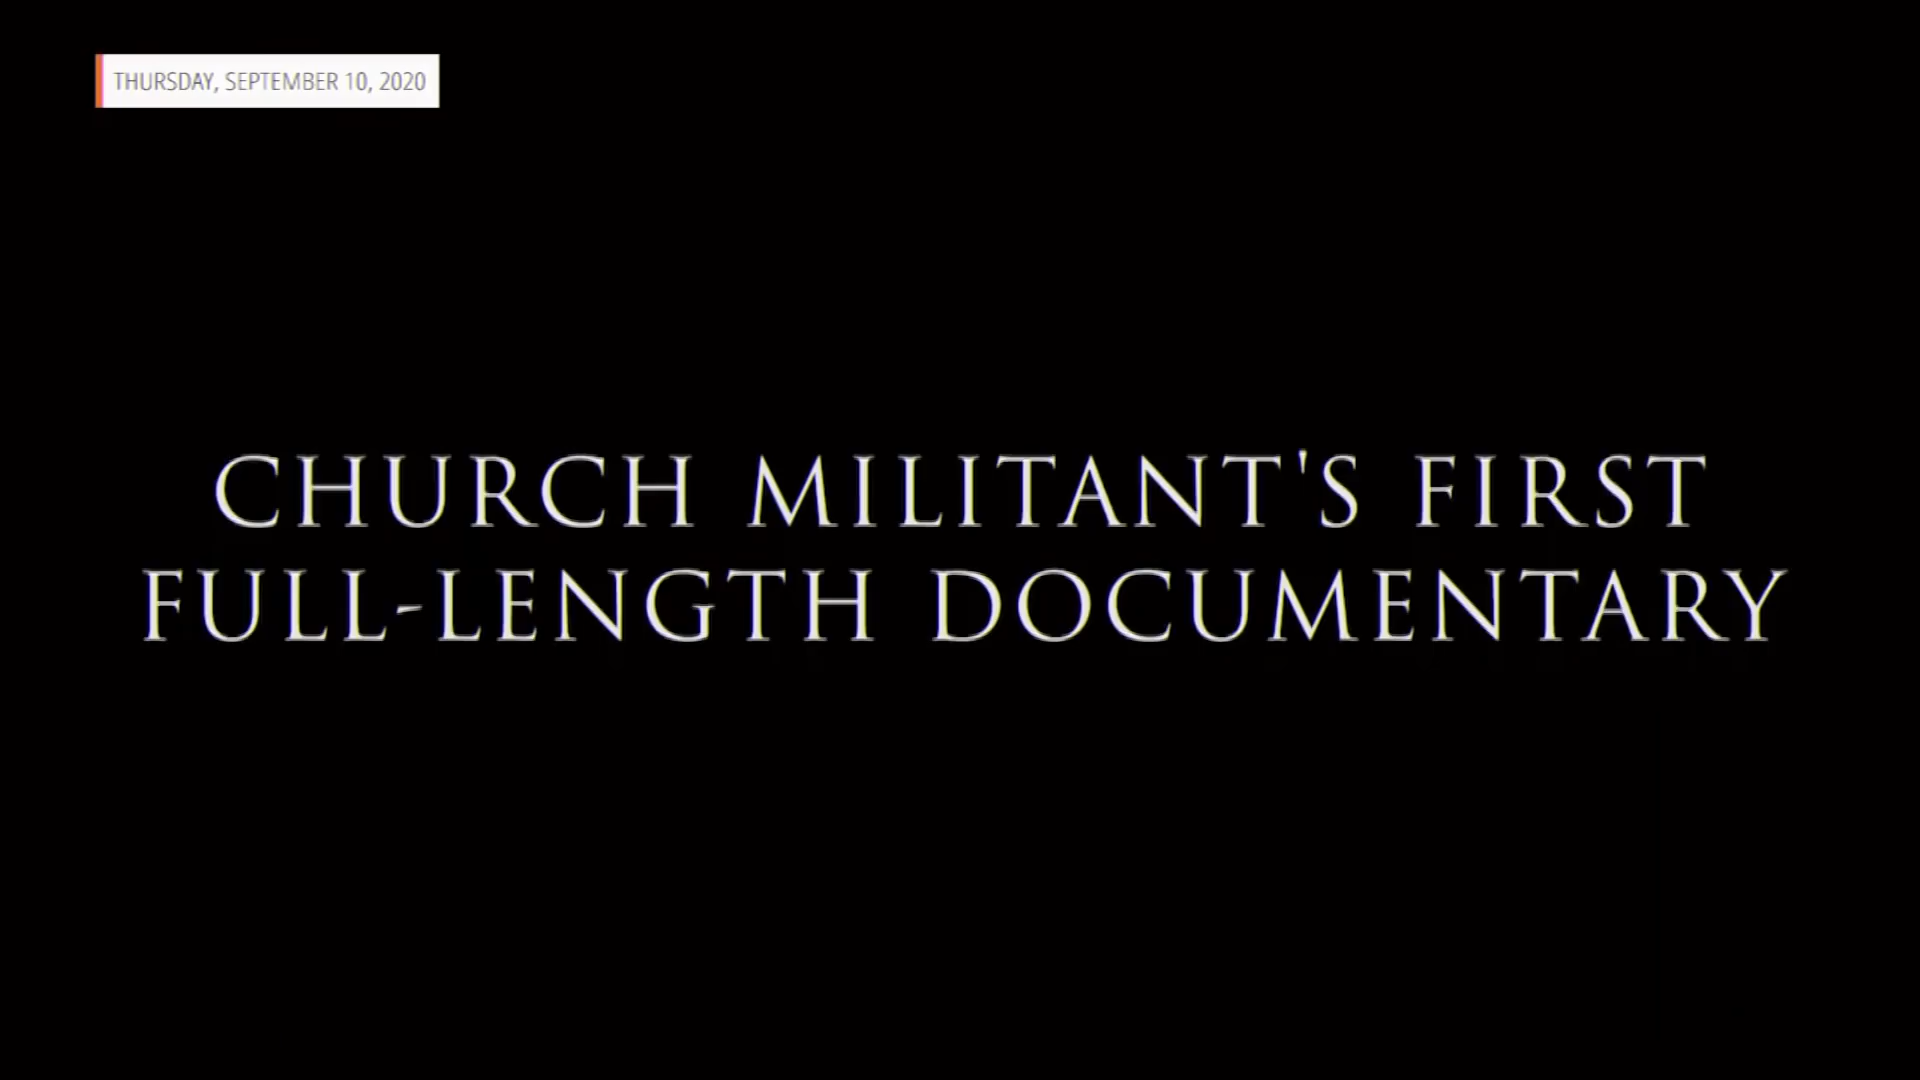 THURSDAY, SEPTEMBER 10, 2020
CHURCH MILITANT'S FIRST
FULL-LENGTH DOCUMENTARY